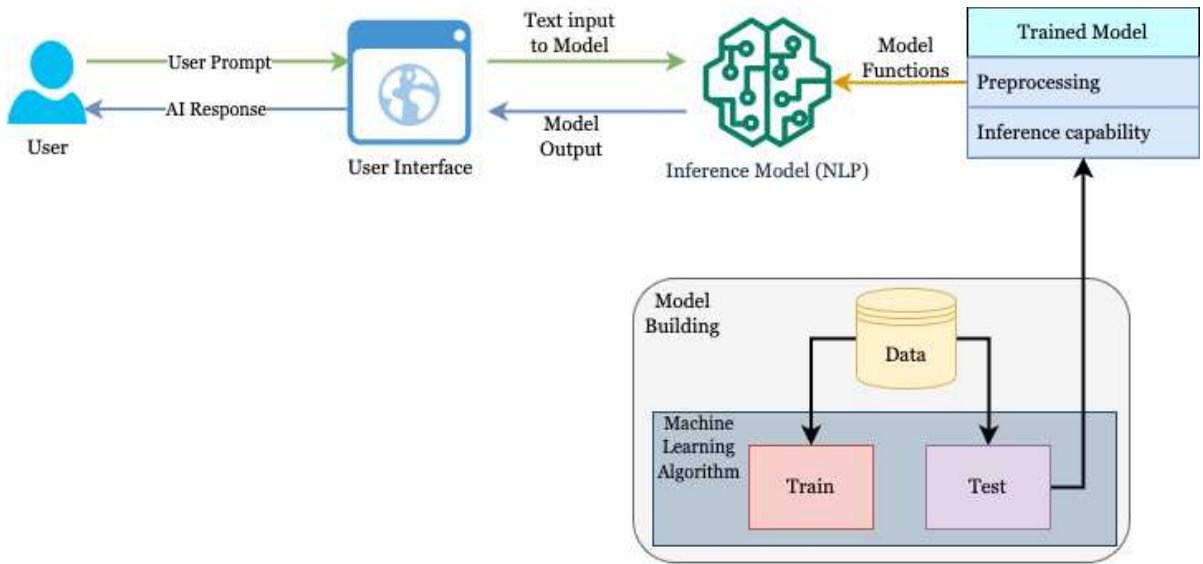 User Prompt
AI Response
User
User Interface
Text input
to Model
Model
Output
Inference Model (NLP)
Model
Functions
Trained Model
Preprocessing
Inference capability
Model
Building
Data
Machine
Learning
Algorithm
Train
Test